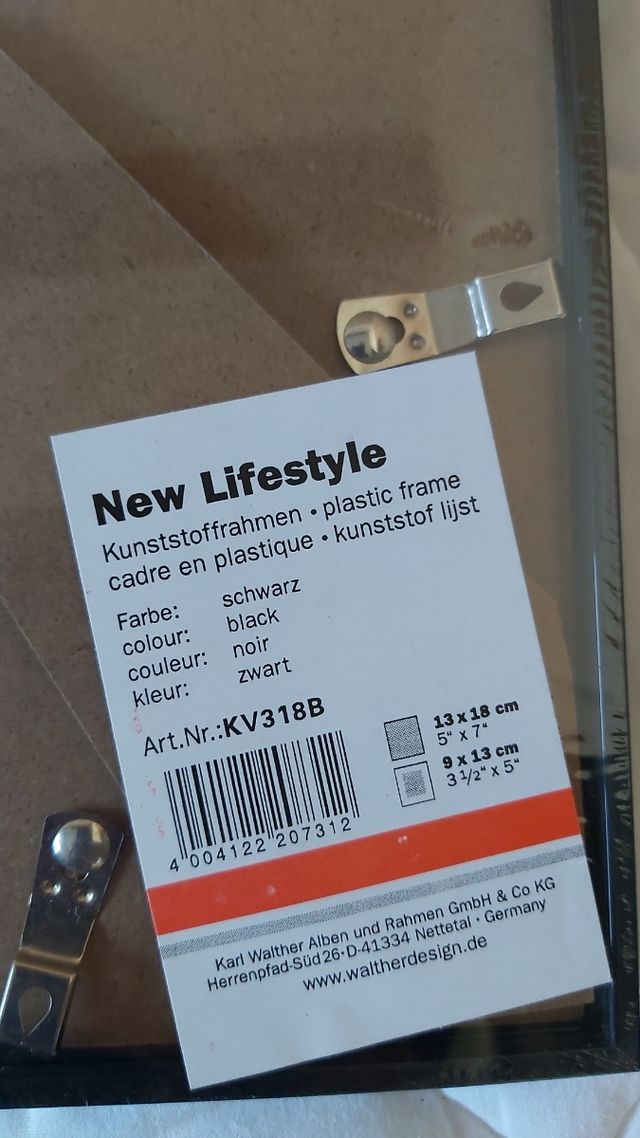 New Lifestyle
Kunststoffrahmen • plastic frame
cadre en plastique • kunststof lijst
Farbe: schwarz
colour: black
couleur: noir
kleur: zwart
Art.Nr.:KV318B
13 x 18 cm
5" x 7"
9 x 13 cm
3 1/2" x 5"
4 004122 207312
Karl Walther Alben und Rahmen GmbH & Co KG
Herrenpfad-Süd 26 · D-41334 Nettetal · Germany
www.waltherdesign.de